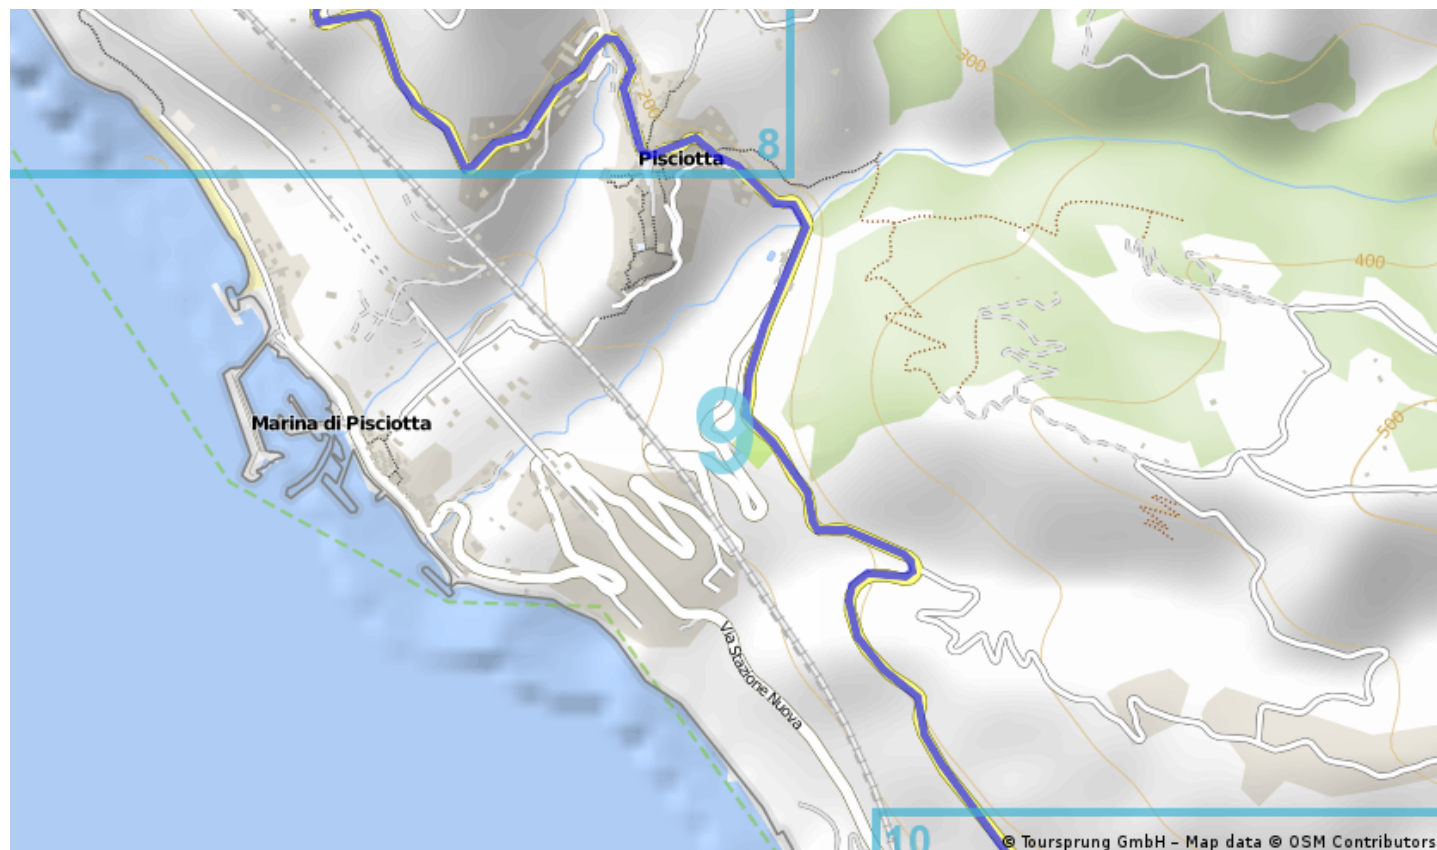 300
200
8
Pisciotta
400
9
Marina di Pisciotta
500
Via Stazione Nuova
10
© Toursprung GmbH – Map data © OSM Contributors